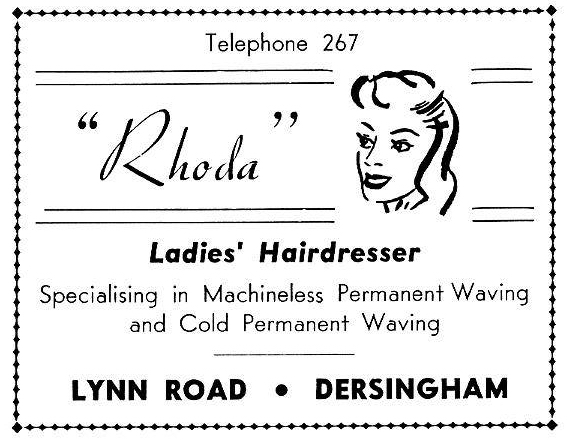 Telephone 267
“Rhoda”
Ladies' Hairdresser
Specialising in Machineless Permanent Waving
and Cold Permanent Waving
LYNN ROAD • DERSINGHAM